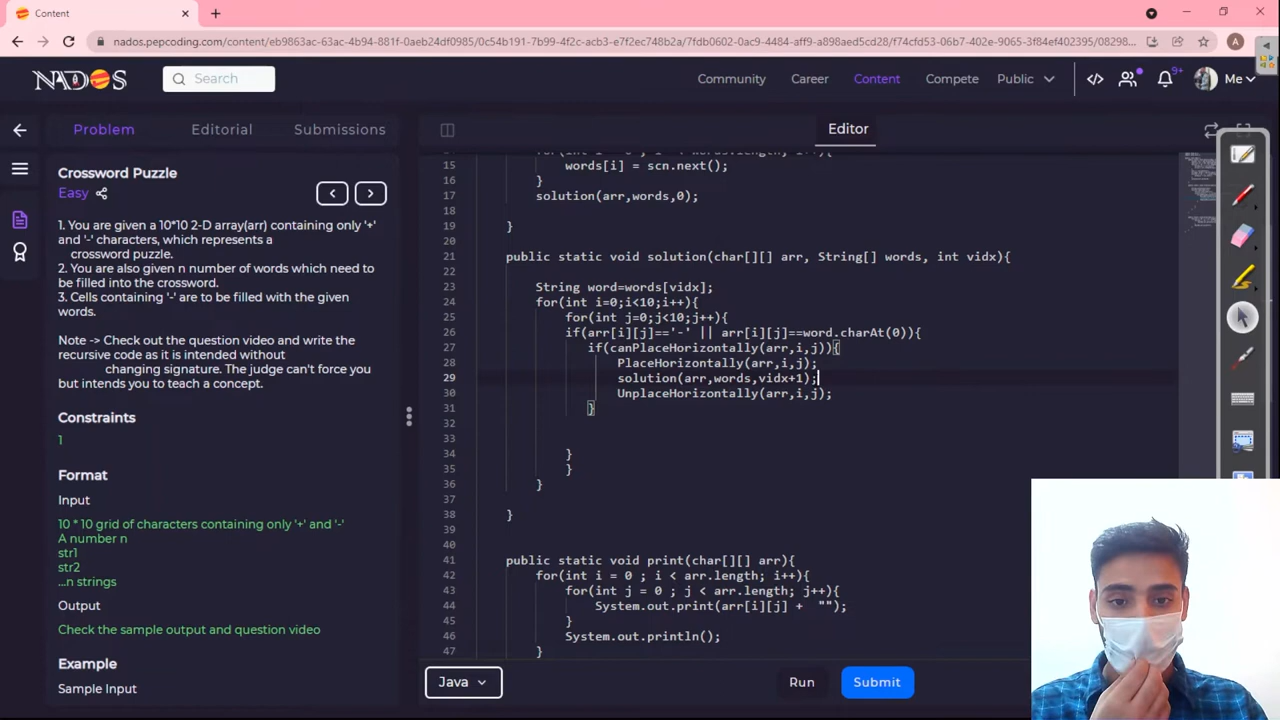 Content
nados.pepcoding.com/content/eb9863ac-63ac-4b94-881f-0aeb24df0985/0c54b191-7b99-4f2c-acb3-e7f2ec748b2a/7fdb0602-0ac9-4484-aff9-a898aed5cd28/f74cfd53-06b7-402e-9065-3f84ef402395/08298...
A
NADOS
Search
Community
Career
Content
Compete
Public
9+
Me
Problem
Editorial
Submissions
Editor
Crossword Puzzle
Easy
1. You are given a 10*10 2-D array(arr) containing only '+'
and '-' characters, which represents a
crossword puzzle.
2. You are also given n number of words which need to
be filled into the crossword.
3. Cells containing '-' are to be filled with the given
words.
Note -> Check out the question video and write the
recursive code as it is intended without
changing signature. The judge can't force you
but intends you to teach a concept.
Constraints
1
Format
Input
10 * 10 grid of characters containing only '+' and '-'
A number n
str1
str2
...n strings
Output
Check the sample output and question video
Example
Sample Input
15 words[i] = scn.next();
16 }
17 solution(arr,words,0);
18
19 }
20
21 public static void solution(char[][] arr, String[] words, int vidx){
22
23 String word=words[vidx];
24 for(int i=0;i<10;i++){
25 for(int j=0;j<10;j++){
26 if(arr[i][j]=='-' || arr[i][j]==word.charAt(0)){
27 if(canPlaceHorizontally(arr,i,j)){
28 PlaceHorizontally(arr,i,j);
29 solution(arr,words,vidx+1);
30 UnplaceHorizontally(arr,i,j);
31 }
32
33
34 }
35 }
36 }
37
38 }
39
40
41 public static void print(char[][] arr){
42 for(int i = 0 ; i < arr.length; i++){
43 for(int j = 0 ; j < arr.length; j++){
44 System.out.print(arr[i][j] + "");
45 }
46 System.out.println();
47 }
Java
Run
Submit